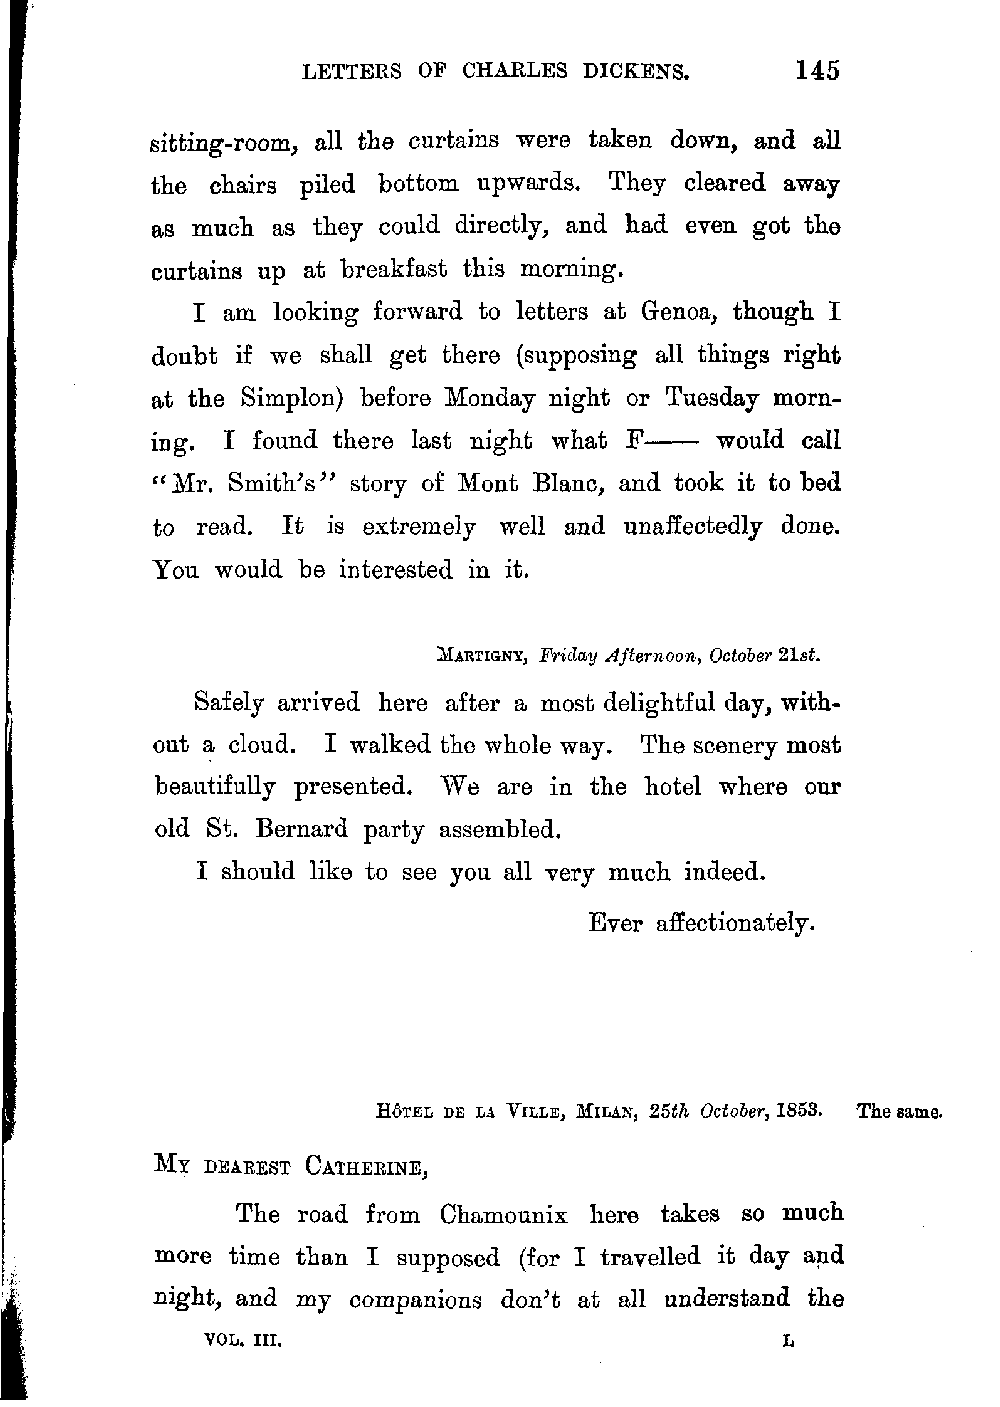 LETTERS OF CHARLES DICKENS. 145
sitting-room, all the curtains were taken down, and all
the chairs piled bottom upwards. They cleared away
as much as they could directly, and had even got the
curtains up at breakfast this morning.
I am looking forward to letters at Genoa, though I
doubt if we shall get there (supposing all things right
at the Simplon) before Monday night or Tuesday morn-
ing. I found there last night what F—— would call
“Mr. Smith’s” story of Mont Blanc, and took it to bed
to read. It is extremely well and unaffectedly done.
You would be interested in it.
MARTIGNY, Friday Afternoon, October 21st.
Safely arrived here after a most delightful day, with-
out a cloud. I walked the whole way. The scenery most
beautifully presented. We are in the hotel where our
old St. Bernard party assembled.
I should like to see you all very much indeed.
Ever affectionately.
HÔTEL DE LA VILLE, MILAN, 25th October, 1853. The same.
MY DEAREST CATHERINE,
The road from Chamounix here takes so much
more time than I supposed (for I travelled it day and
night, and my companions don’t at all understand the
VOL. III. L